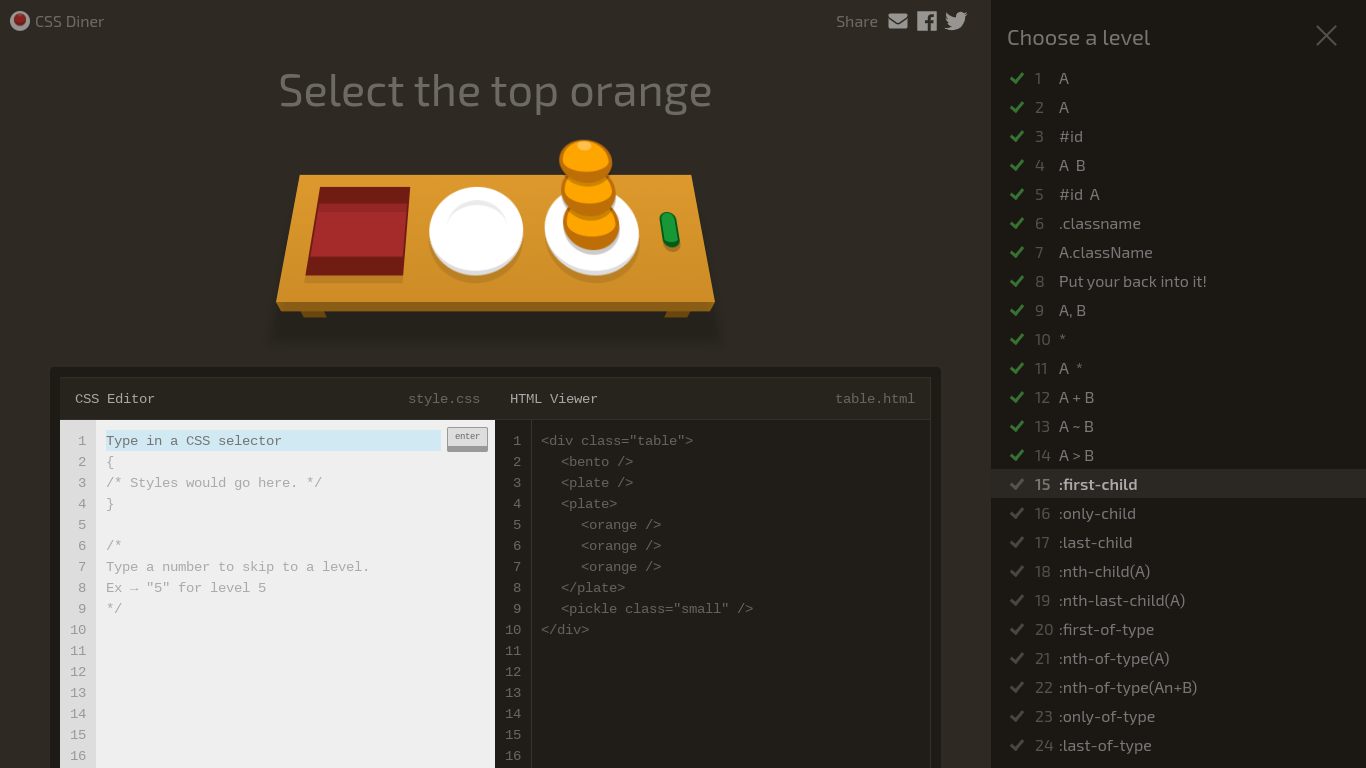 CSS Diner
Share
Select the top orange
CSS Editor
style.css
1 Type in a CSS selector
enter
2 {
3 /* Styles would go here. */
4 }
5
6 /*
7 Type a number to skip to a level.
8 Ex → "5" for level 5
9 */
10
11
12
13
14
15
16
HTML Viewer
table.html
1 <div class="table">
2 <bento />
3 <plate />
4 <plate>
5 <orange />
6 <orange />
7 <orange />
8 </plate>
9 <pickle class="small" />
10 </div>
11
12
13
14
15
16
Choose a level
1 A
2 A
3 #id
4 A B
5 #id A
6 .classname
7 A.className
8 Put your back into it!
9 A, B
10 *
11 A *
12 A + B
13 A ~ B
14 A > B
15 :first-child
16 :only-child
17 :last-child
18 :nth-child(A)
19 :nth-last-child(A)
20 :first-of-type
21 :nth-of-type(A)
22 :nth-of-type(An+B)
23 :only-of-type
24 :last-of-type